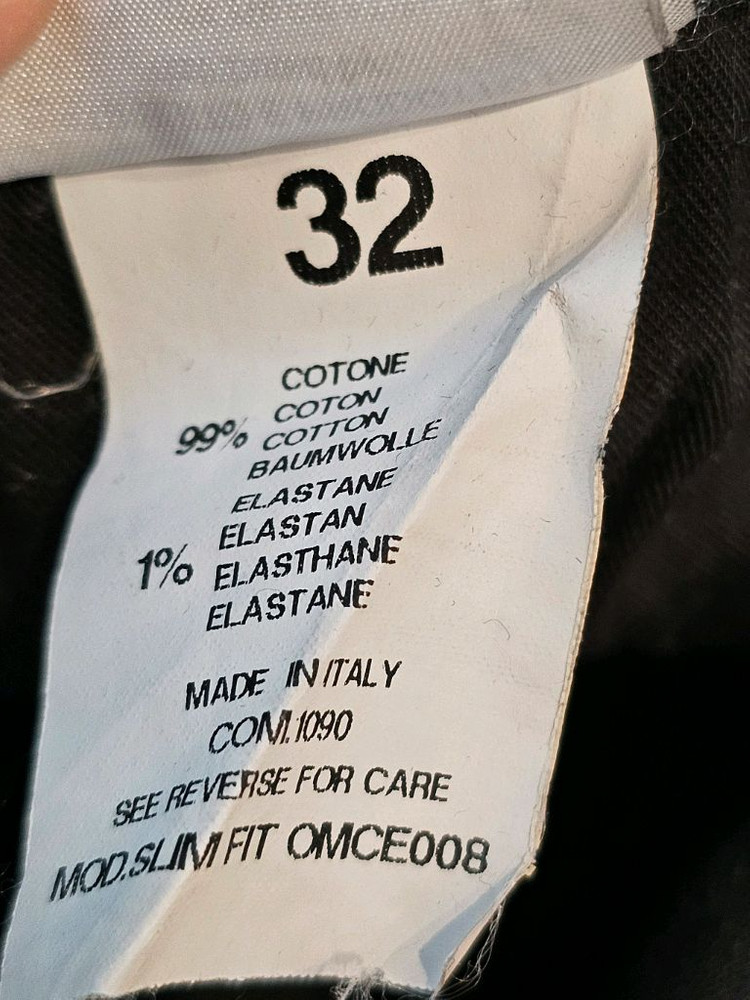 32
COTONE
COTON
99% COTTON
BAUMWOLLE
ELASTANE
ELASTAN
1% ELASTHANE
ELASTANE
MADE IN ITALY
COM.1090
SEE REVERSE FOR CARE
MOD.SLIM FIT OMCE008